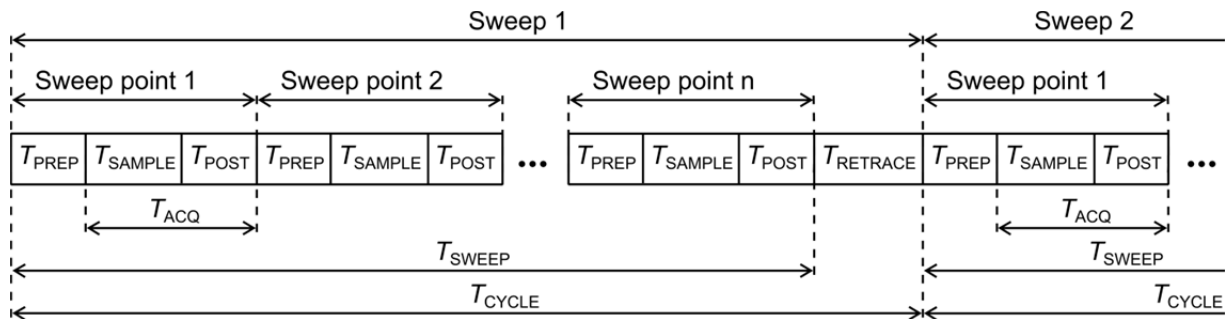 Sweep 1 Sweep 2
Sweep point 1 Sweep point 2 Sweep point n Sweep point 1
TPREP TSAMPLE TPOST TPREP TSAMPLE TPOST ... TPREP TSAMPLE TPOST TRETRACE TPREP TSAMPLE TPOST ...
TACQ TACQ
TSWEEP TSWEEP
TCYCLE TCYCLE